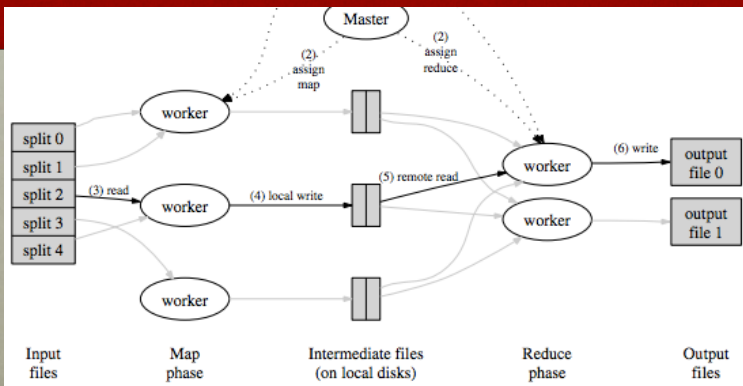 Master
(2)
assign
map
(2)
assign
reduce
worker
split 0
split 1
split 2
split 3
split 4
(3) read
worker
(4) local write
(5) remote read
worker
(6) write
output
file 0
worker
output
file 1
worker
Input
files
Map
phase
Intermediate files
(on local disks)
Reduce
phase
Output
files